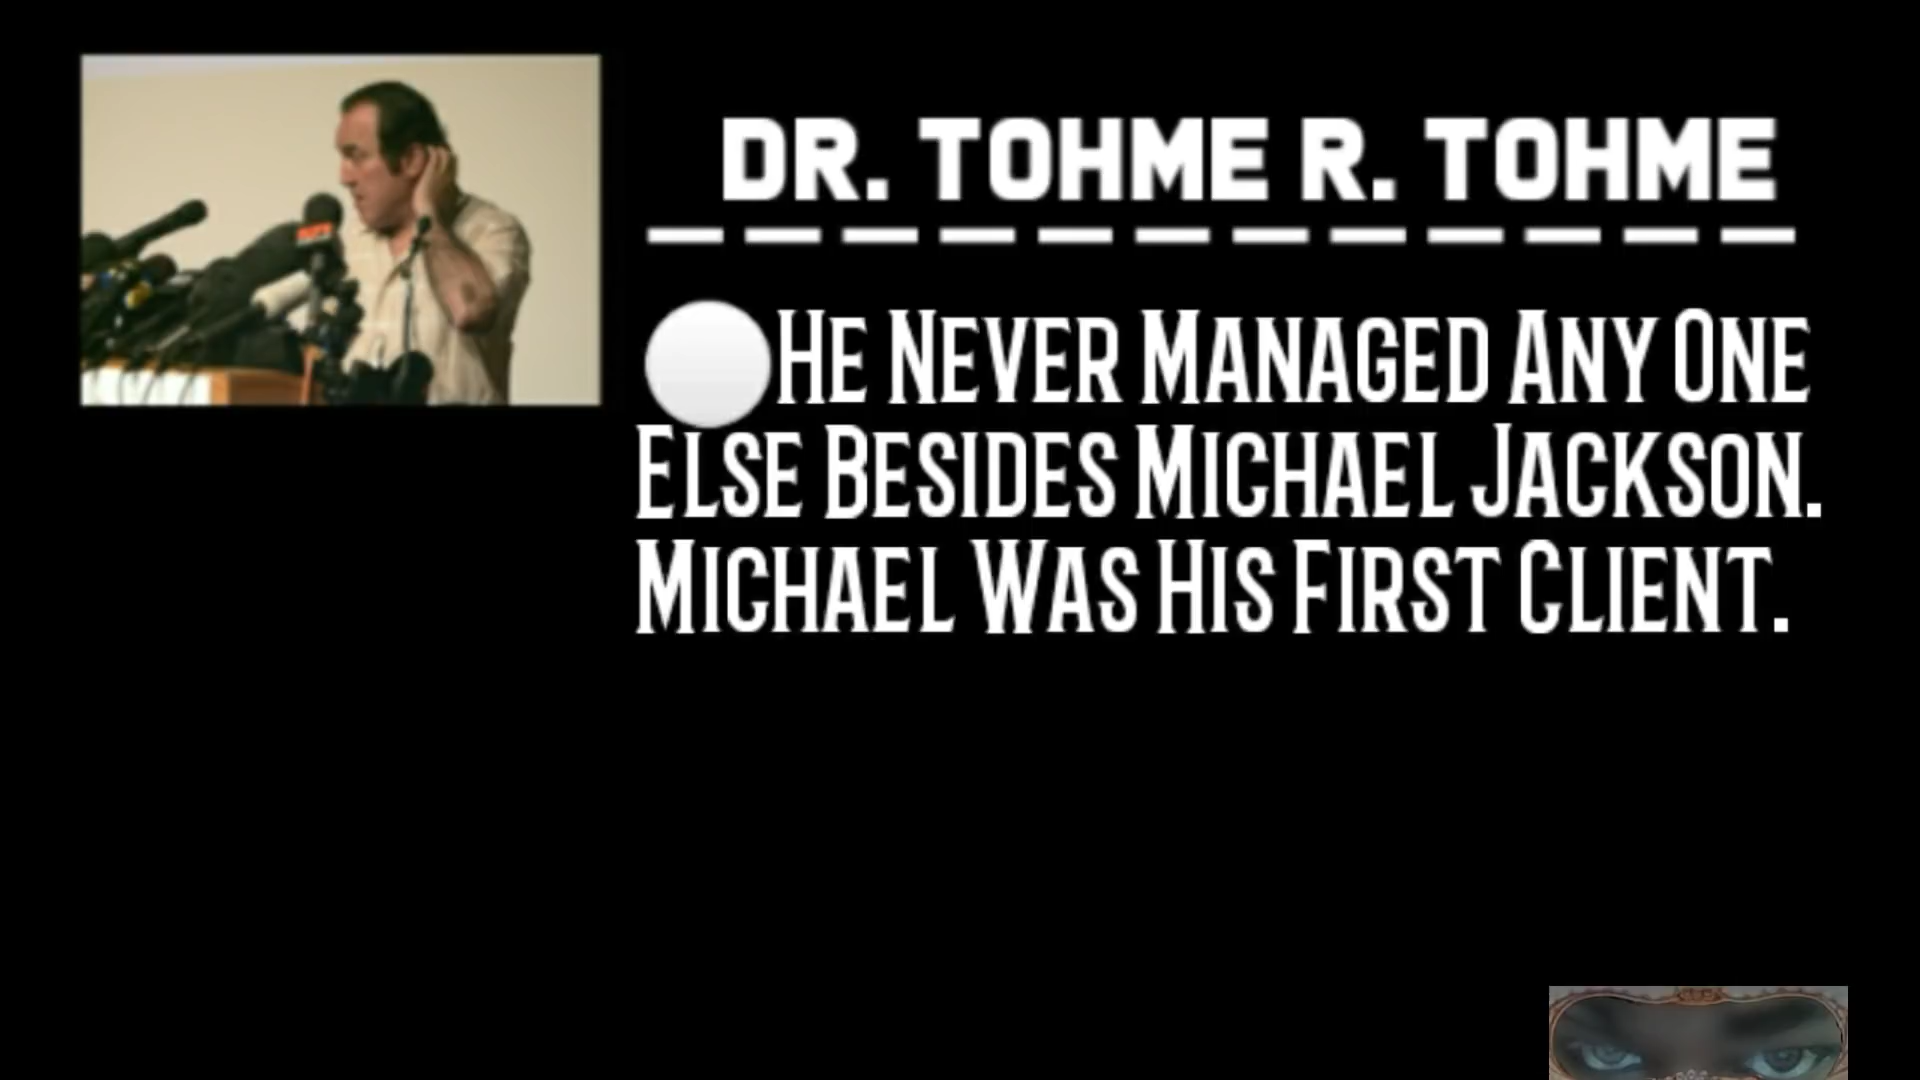 DR. TOHME R. TOHME
HE NEVER MANAGED ANY ONE
ELSE BESIDES MICHAEL JACKSON.
MICHAEL WAS HIS FIRST CLIENT.